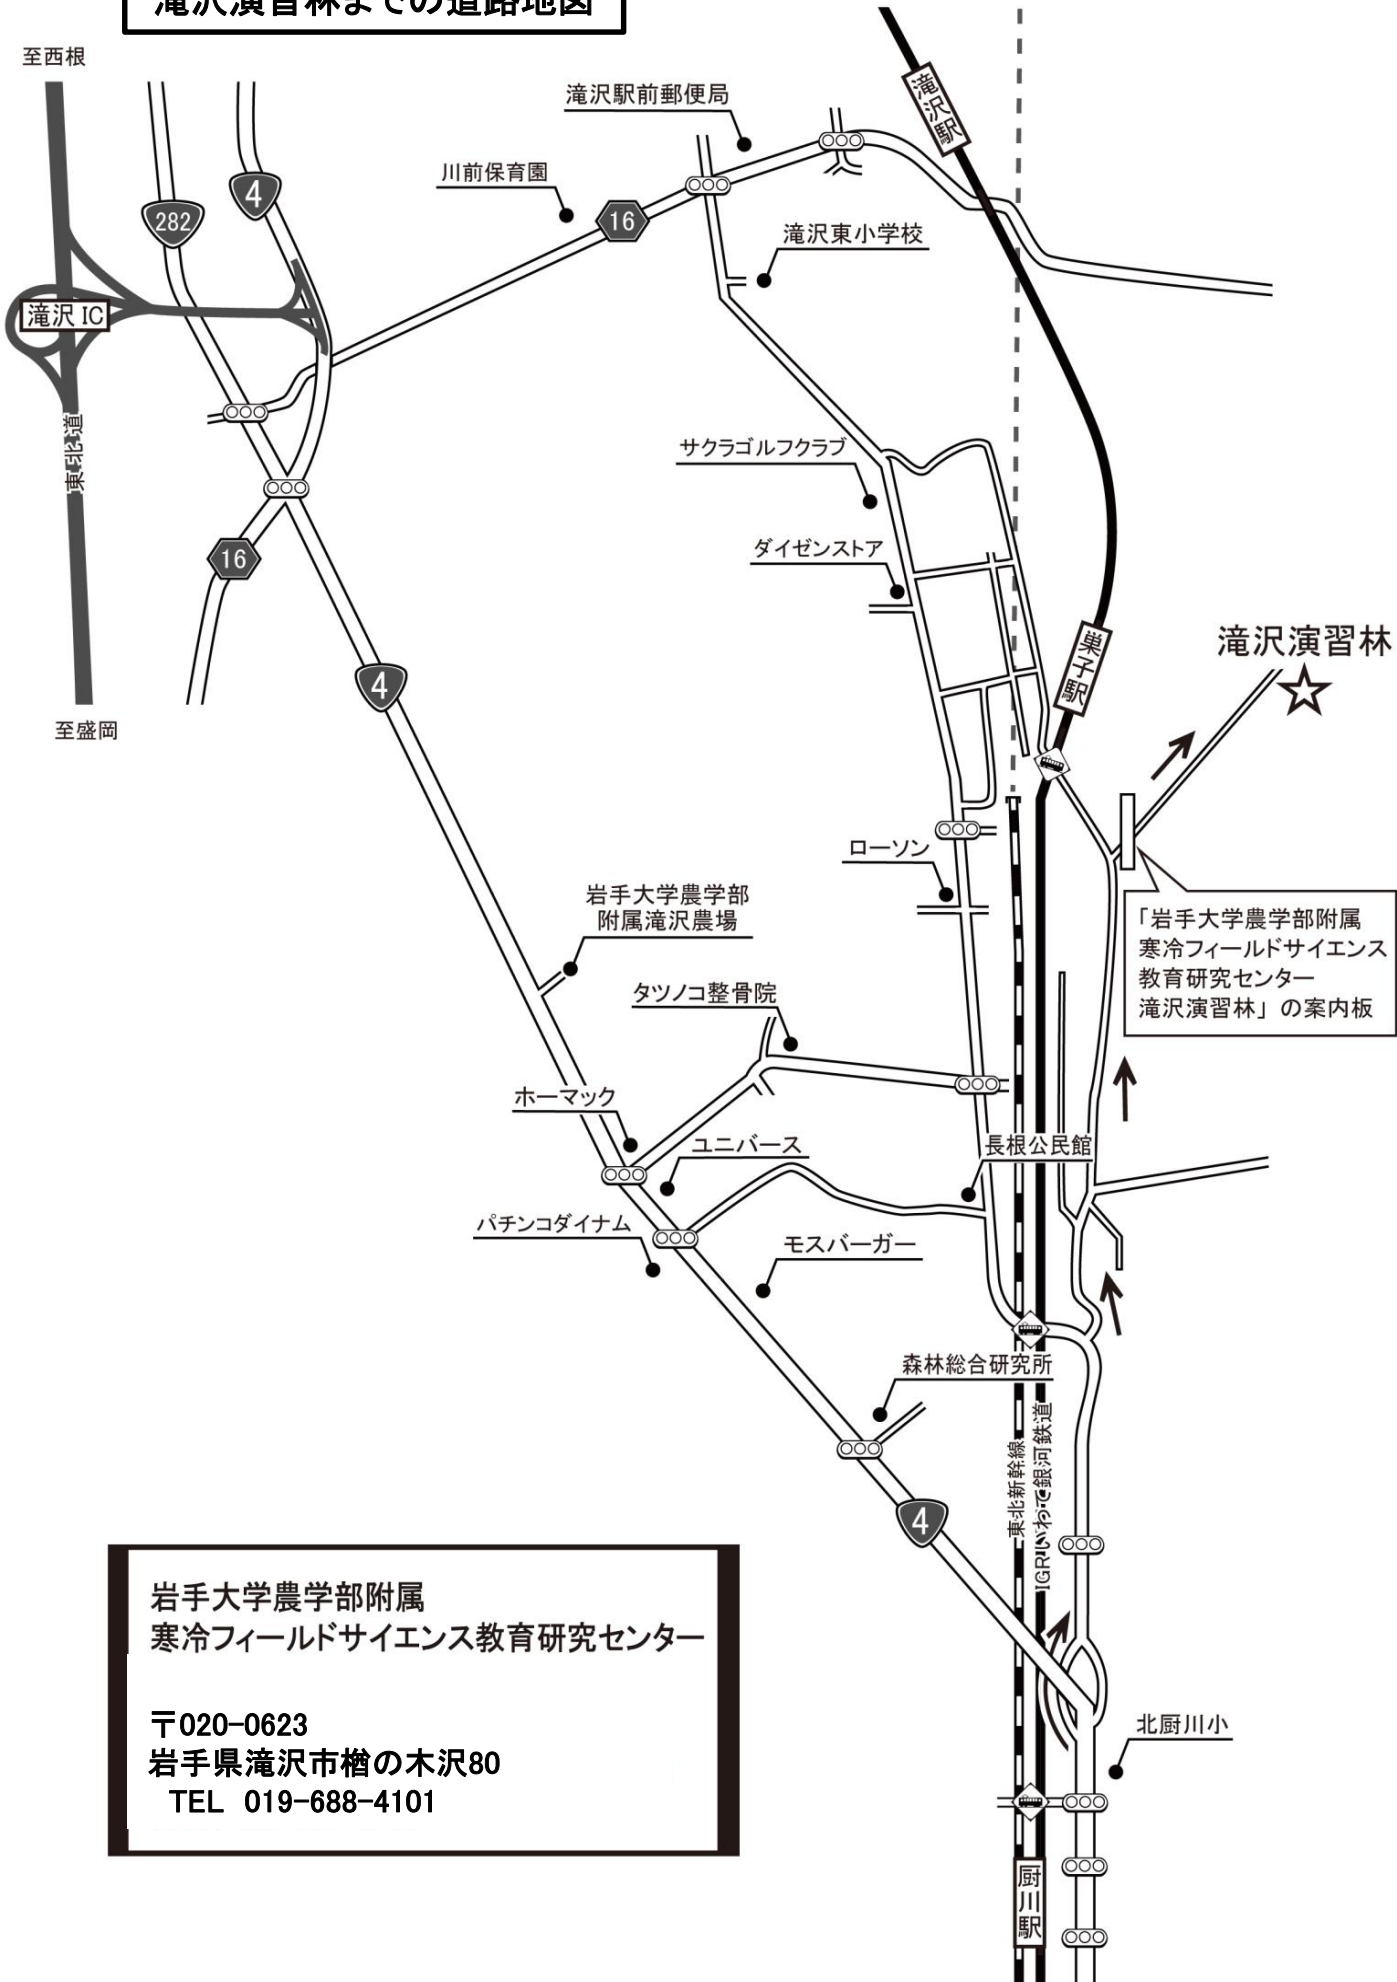 滝沢演習林までの道路地図
至西根
滝沢駅前郵便局
滝沢駅
川前保育園
4
282
16
滝沢東小学校
滝沢 IC
東北道
サクラゴルフクラブ
16
ダイゼンストア
巣子駅
滝沢演習林
4
至盛岡
ローソン
岩手大学農学部
附属滝沢農場
「岩手大学農学部附属
寒冷フィールドサイエンス
教育研究センター
滝沢演習林」の案内板
タツノコ整骨院
ホーマック
ユニバース
長根公民館
パチンコダイナム
モスバーガー
森林総合研究所
東北新幹線
IGRいわて銀河鉄道
4
岩手大学農学部附属
寒冷フィールドサイエンス教育研究センター
〒020-0623
岩手県滝沢市楢の木沢80
TEL 019-688-4101
北厨川小
厨川駅